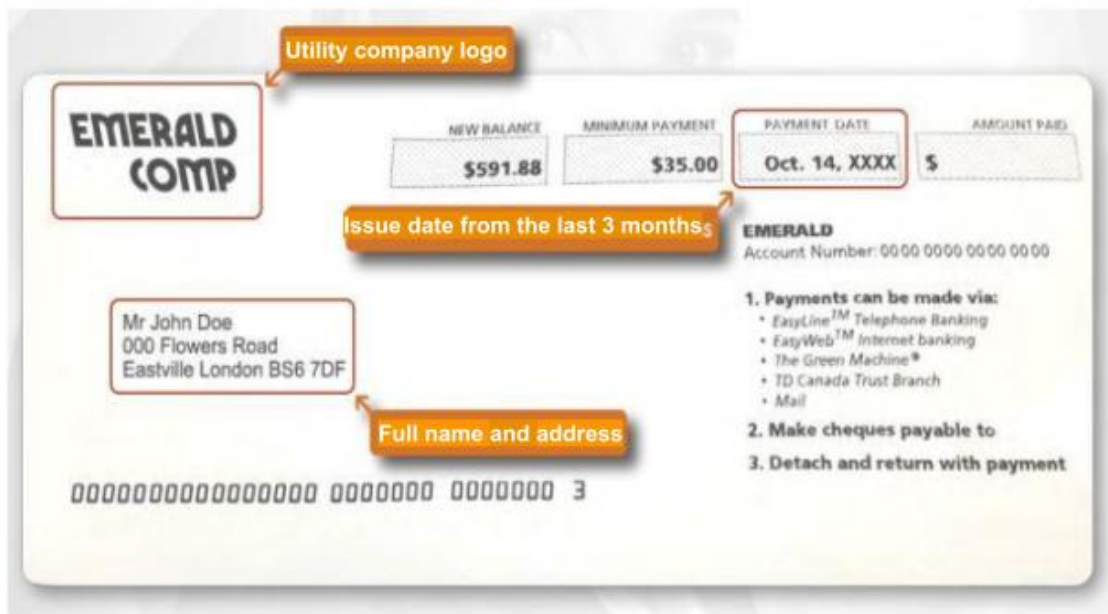 Utility company logo
EMERALD
COMP
NEW BALANCE
$591.88
MINIMUM PAYMENT
$35.00
PAYMENT DATE
Oct. 14, XXXX
AMOUNT PAID
$
Issue date from the last 3 months
$
EMERALD
Account Number: 0000 0000 0000 0000
Mr John Doe
000 Flowers Road
Eastville London BS6 7DF
Full name and address
1. Payments can be made via:
• EasyLine™ Telephone Banking
• EasyWeb™ Internet banking
• The Green Machine®
• TD Canada Trust Branch
• Mail
2. Make cheques payable to
3. Detach and return with payment
0000000000000000 0000000 0000000 3